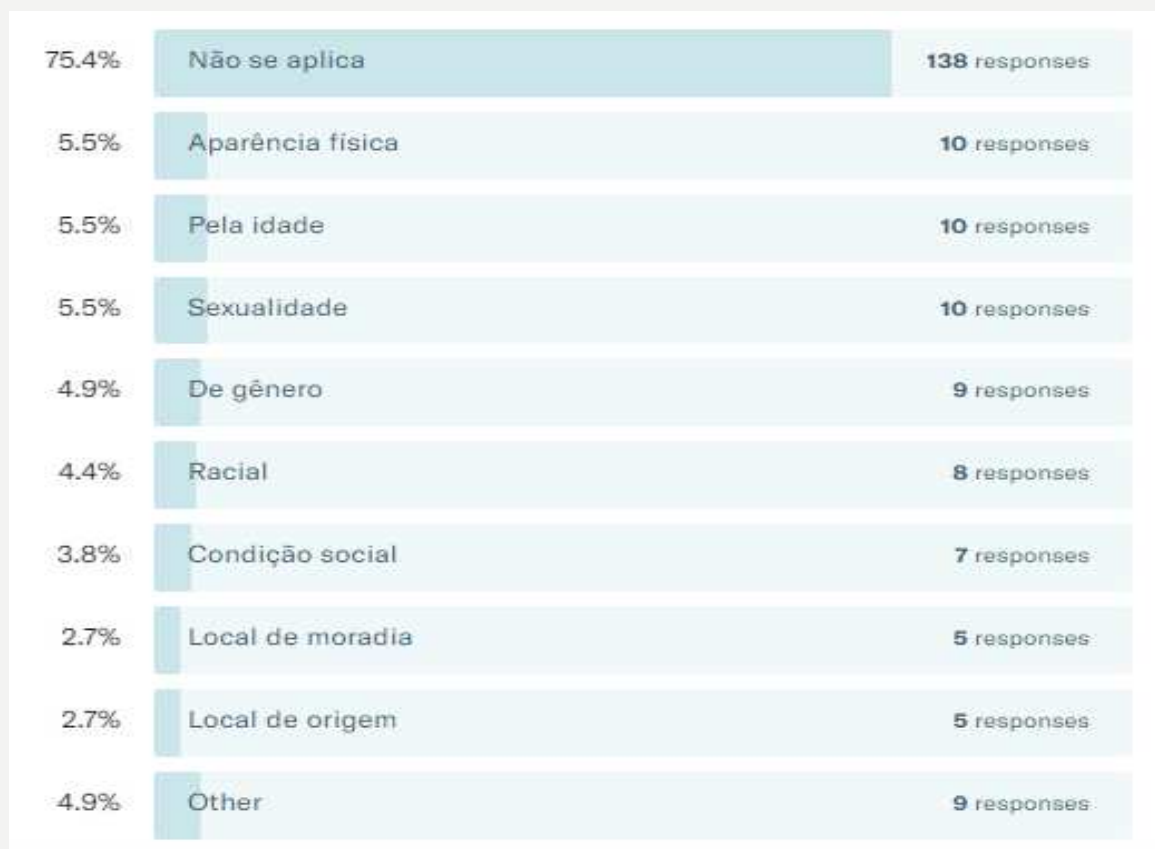 75.4% Não se aplica 138 responses
5.5% Aparência física 10 responses
5.5% Pela idade 10 responses
5.5% Sexualidade 10 responses
4.9% De gênero 9 responses
4.4% Racial 8 responses
3.8% Condição social 7 responses
2.7% Local de moradia 5 responses
2.7% Local de origem 5 responses
4.9% Other 9 responses